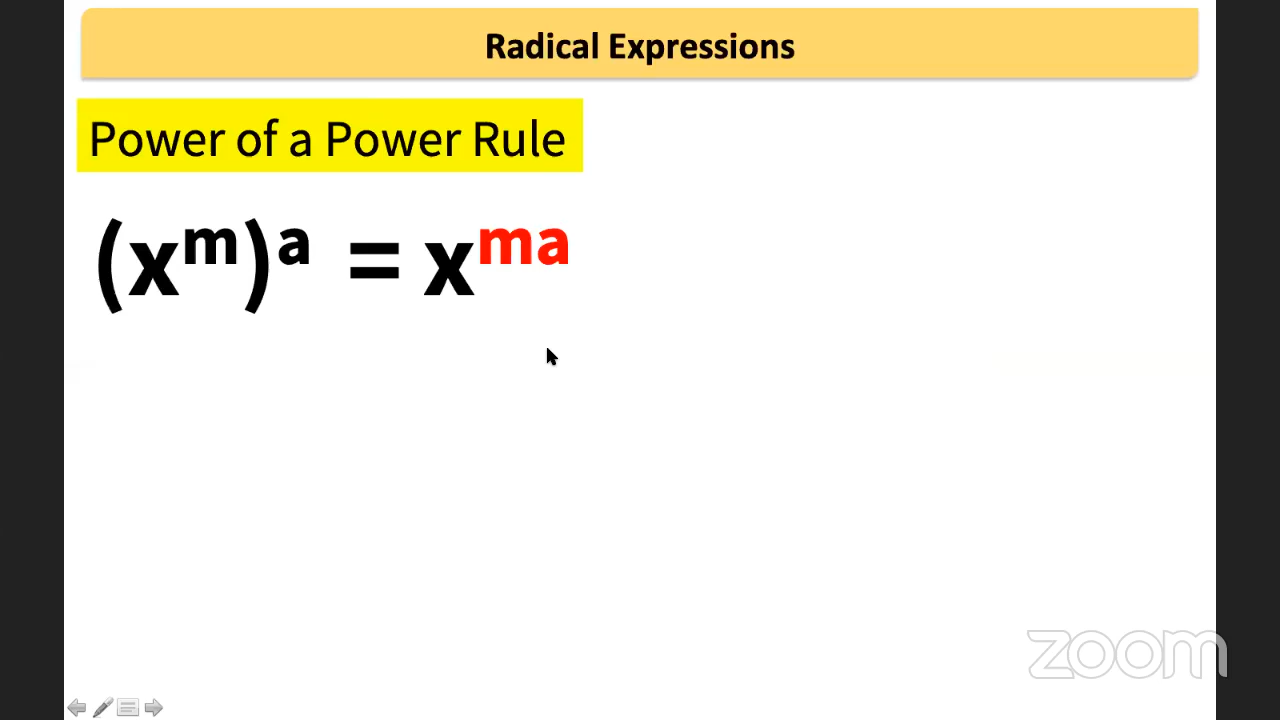 Radical Expressions
Power of a Power Rule
(xᵐ)ᵃ = xᵐᵃ
zoom